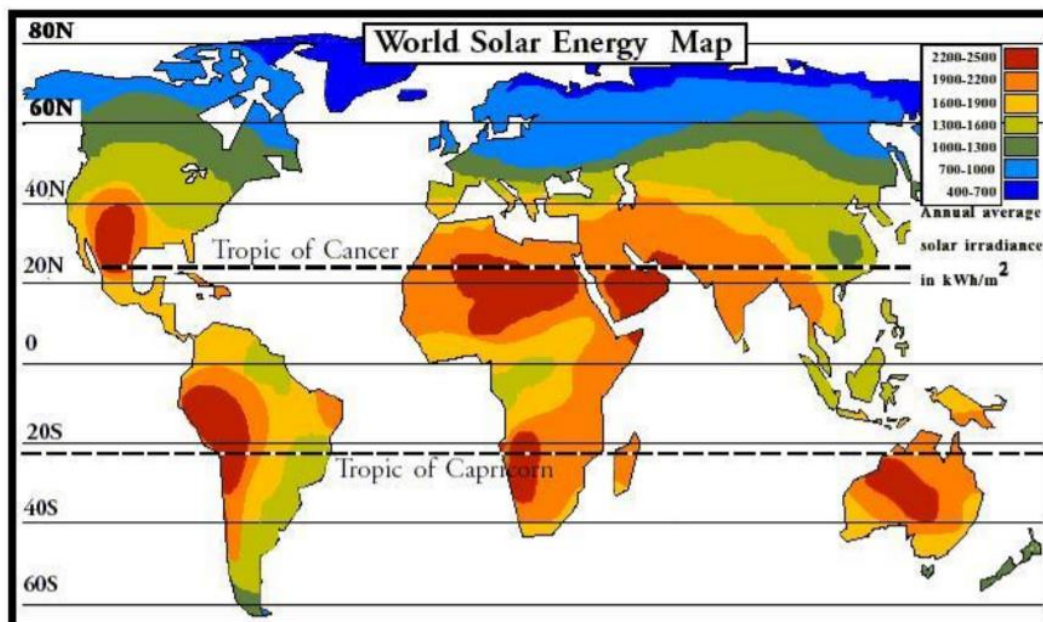 World Solar Energy Map
80N
60N
40N
20N
0
20S
40S
60S
Tropic of Cancer
Tropic of Capricorn
2200-2500
1900-2200
1600-1900
1300-1600
1000-1300
700-1000
400-700
Annual average
solar irradiance
in kWh/m²